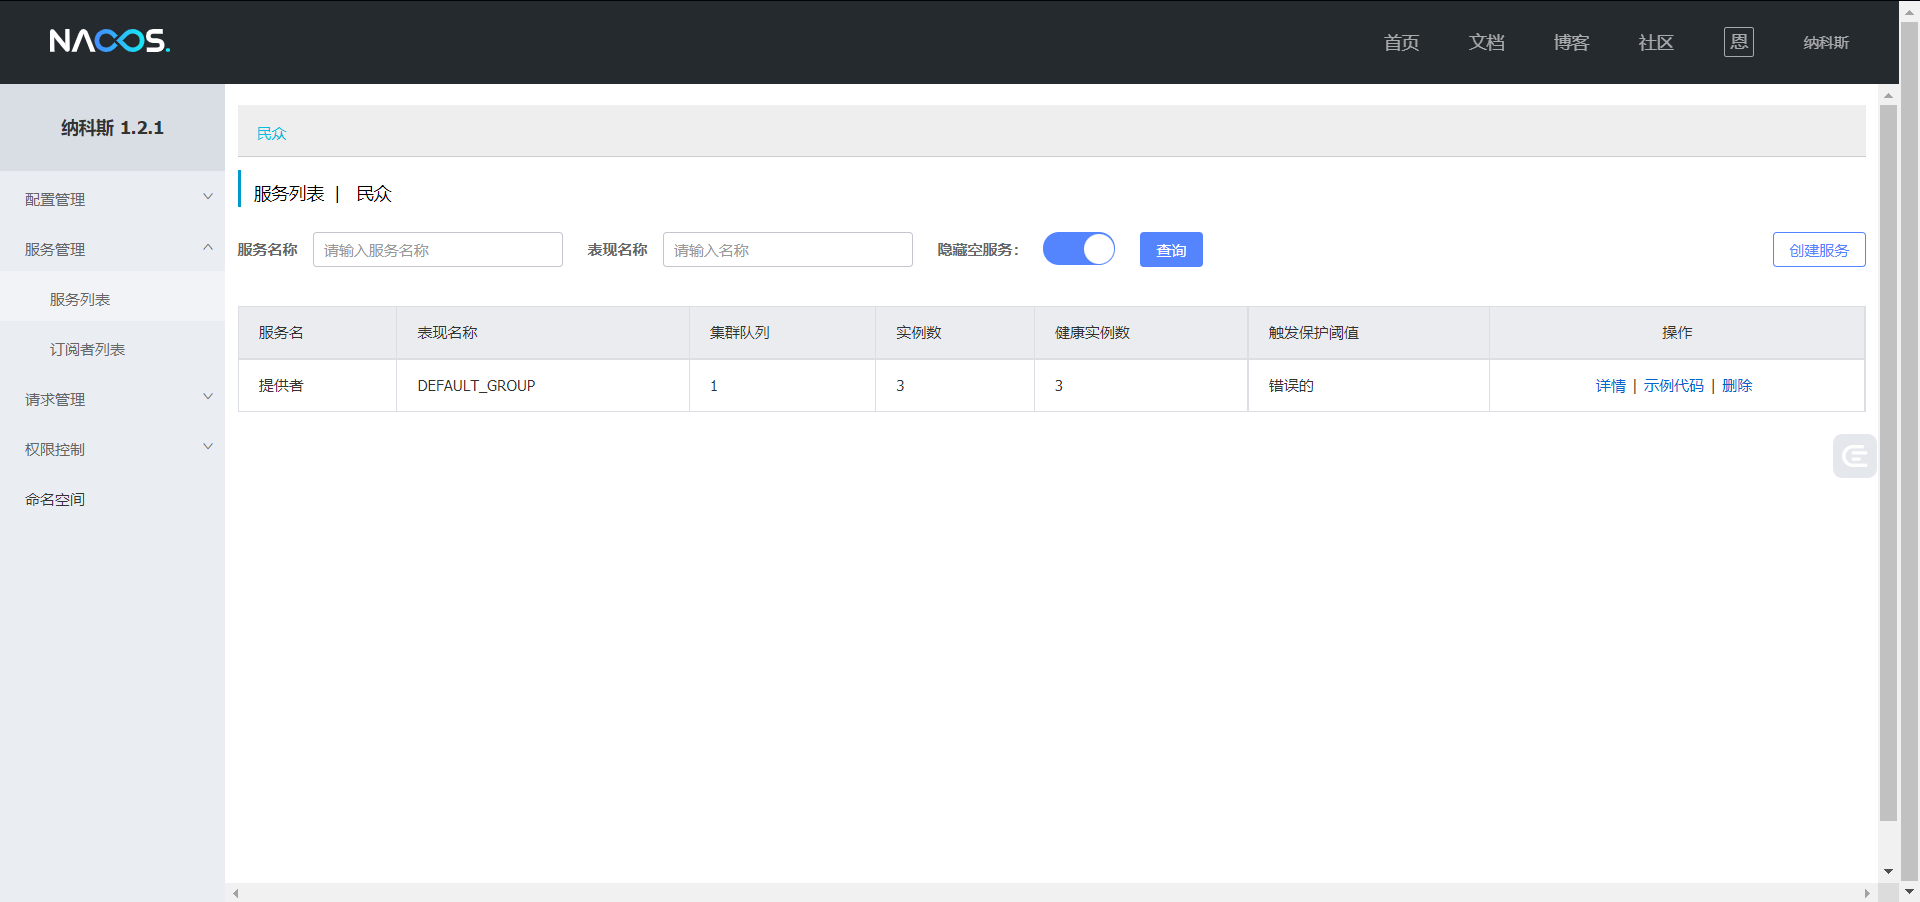 NACOS.
首页 文档 博客 社区 恩 纳科斯
纳科斯 1.2.1
配置管理
服务管理
服务列表
订阅者列表
请求管理
权限控制
命名空间
民众
服务列表 | 民众
服务名称 请输入服务名称 表现名称 请输入名称 隐藏空服务： 查询 创建服务
服务名 表现名称 集群队列 实例数 健康实例数 触发保护阈值 操作
提供者 DEFAULT_GROUP 1 3 3 错误的 详情 | 示例代码 | 删除